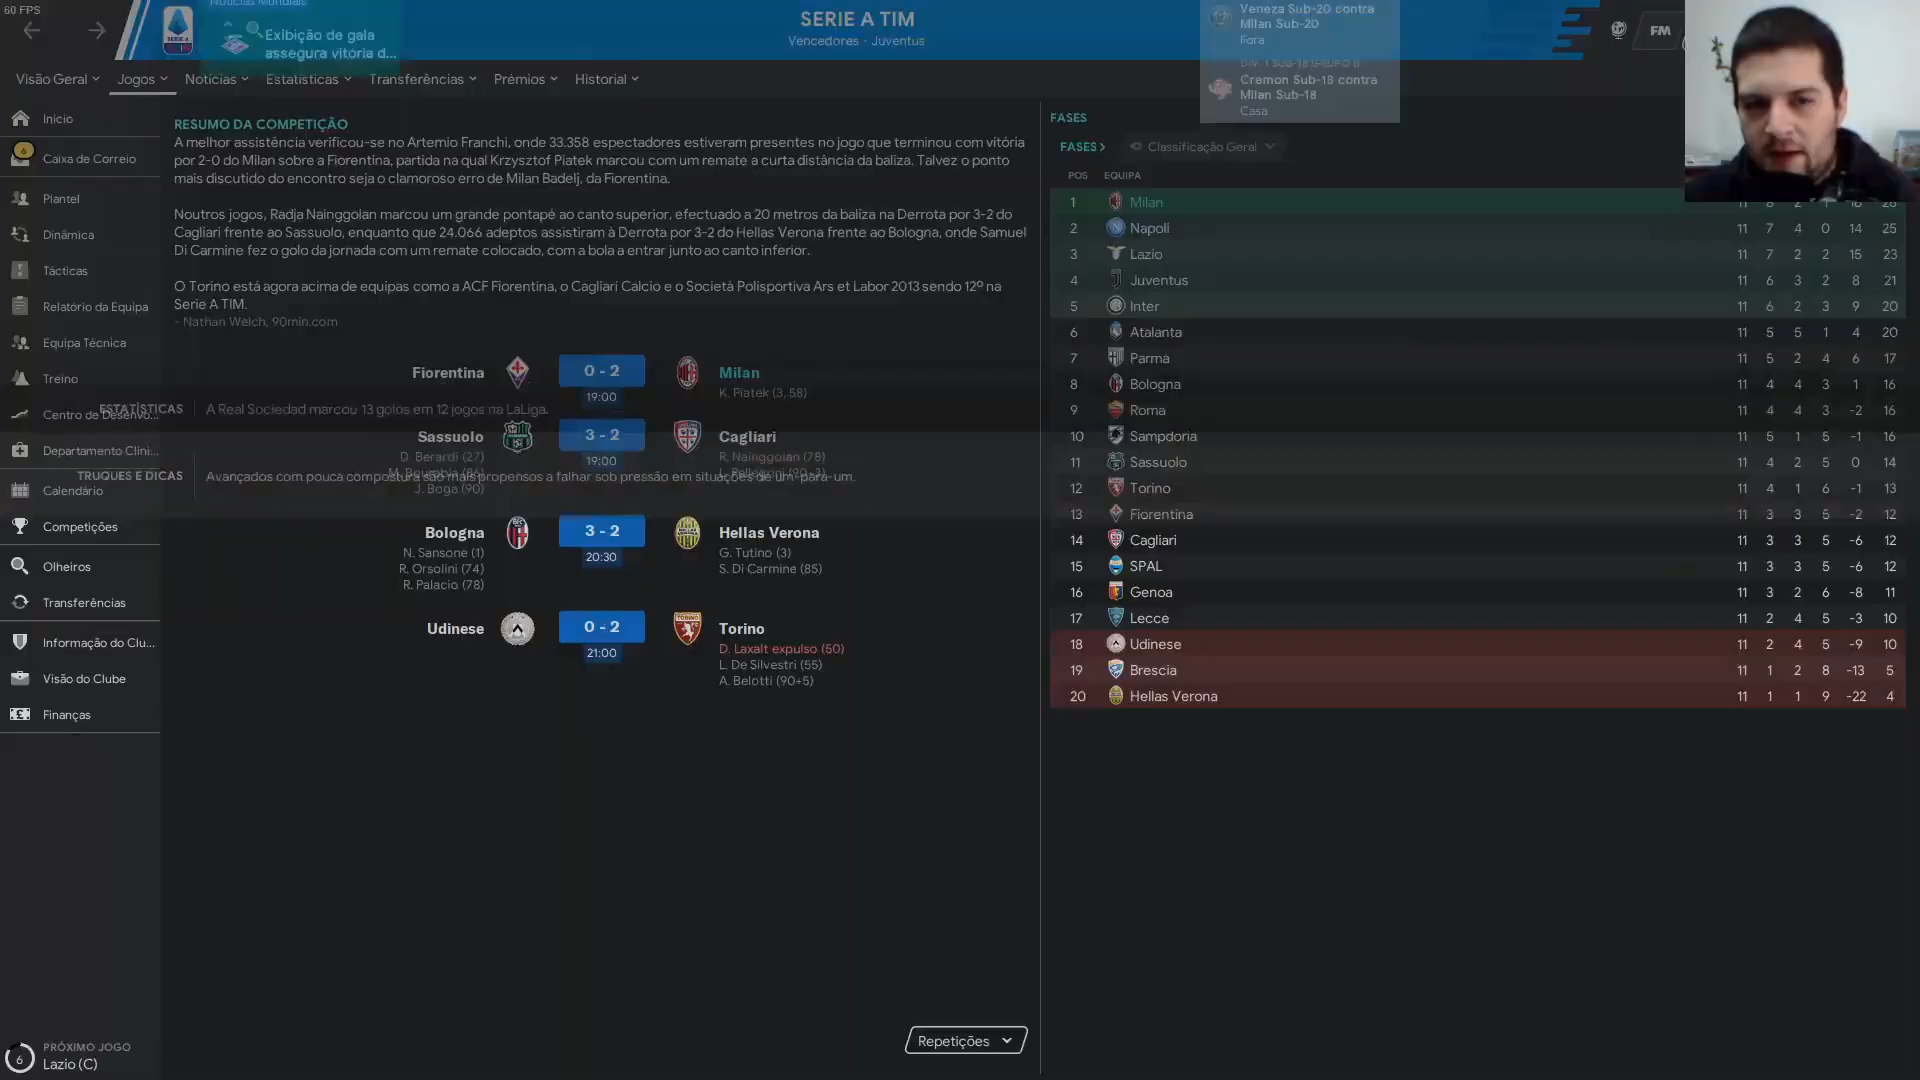 60 FPS
Notícias Mundiais
Exibição de gala
assegura vitória d...
SERIE A
SERIE A TIM
Vencedores - Juventus
Veneza Sub-20 contra
Milan Sub-20
Fora
DIV. 1 SUB-18 (GRUPO B)
Cremon Sub-18 contra
Milan Sub-18
Casa
FM
Visão Geral
Jogos
Notícias
Estatísticas
Transferências
Prémios
Historial
Início
6
Caixa de Correio
Plantel
Dinâmica
Tácticas
Relatório da Equipa
Equipa Técnica
Treino
Centro de Desenvo...
Departamento Clíni...
Calendário
Competições
Olheiros
Transferências
Informação do Clu...
Visão do Clube
Finanças
6
PRÓXIMO JOGO
Lazio (C)
RESUMO DA COMPETIÇÃO
A melhor assistência verificou-se no Artemio Franchi, onde 33.358 espectadores estiveram presentes no jogo que terminou com vitória
por 2-0 do Milan sobre a Fiorentina, partida na qual Krzysztof Piatek marcou com um remate a curta distância da baliza. Talvez o ponto
mais discutido do encontro seja o clamoroso erro de Milan Badelj, da Fiorentina.
Noutros jogos, Radja Nainggolan marcou um grande pontapé ao canto superior, efectuado a 20 metros da baliza na Derrota por 3-2 do
Cagliari frente ao Sassuolo, enquanto que 24.066 adeptos assistiram à Derrota por 3-2 do Hellas Verona frente ao Bologna, onde Samuel
Di Carmine fez o golo da jornada com um remate colocado, com a bola a entrar junto ao canto inferior.
O Torino está agora acima de equipas como a ACF Fiorentina, o Cagliari Calcio e o Società Polisportiva Ars et Labor 2013 sendo 12º na
Serie A TIM.
- Nathan Welch, 90min.com
Fiorentina 0 - 2 Milan
19:00 K. Piatek (3, 58)
ESTATÍSTICAS A Real Sociedad marcou 13 golos em 12 jogos na LaLiga.
Sassuolo 3 - 2 Cagliari
D. Berardi (27) 19:00 R. Nainggolan (78)
M. Bourabia (86) L. Pellegrini (90+3)
TRUQUES E DICAS Avançados com pouca compostura são mais propensos a falhar sob pressão em situações de um-para-um.
J. Boga (90)
Bologna 3 - 2 Hellas Verona
N. Sansone (1) 20:30 G. Tutino (3)
R. Orsolini (74) S. Di Carmine (85)
R. Palacio (78)
Udinese 0 - 2 Torino
21:00 D. Laxalt expulso (50)
L. De Silvestri (55)
A. Belotti (90+5)
Repetições
FASES
FASES Classificação Geral
POS EQUIPA
1 Milan
2 Napoli 11 7 4 0 14 25
3 Lazio 11 7 2 2 15 23
4 Juventus 11 6 3 2 8 21
5 Inter 11 6 2 3 9 20
6 Atalanta 11 5 5 1 4 20
7 Parma 11 5 2 4 6 17
8 Bologna 11 4 4 3 1 16
9 Roma 11 4 4 3 -2 16
10 Sampdoria 11 5 1 5 -1 16
11 Sassuolo 11 4 2 5 0 14
12 Torino 11 4 1 6 -1 13
13 Fiorentina 11 3 3 5 -2 12
14 Cagliari 11 3 3 5 -6 12
15 SPAL 11 3 3 5 -6 12
16 Genoa 11 3 2 6 -8 11
17 Lecce 11 2 4 5 -3 10
18 Udinese 11 2 4 5 -9 10
19 Brescia 11 1 2 8 -13 5
20 Hellas Verona 11 1 1 9 -22 4